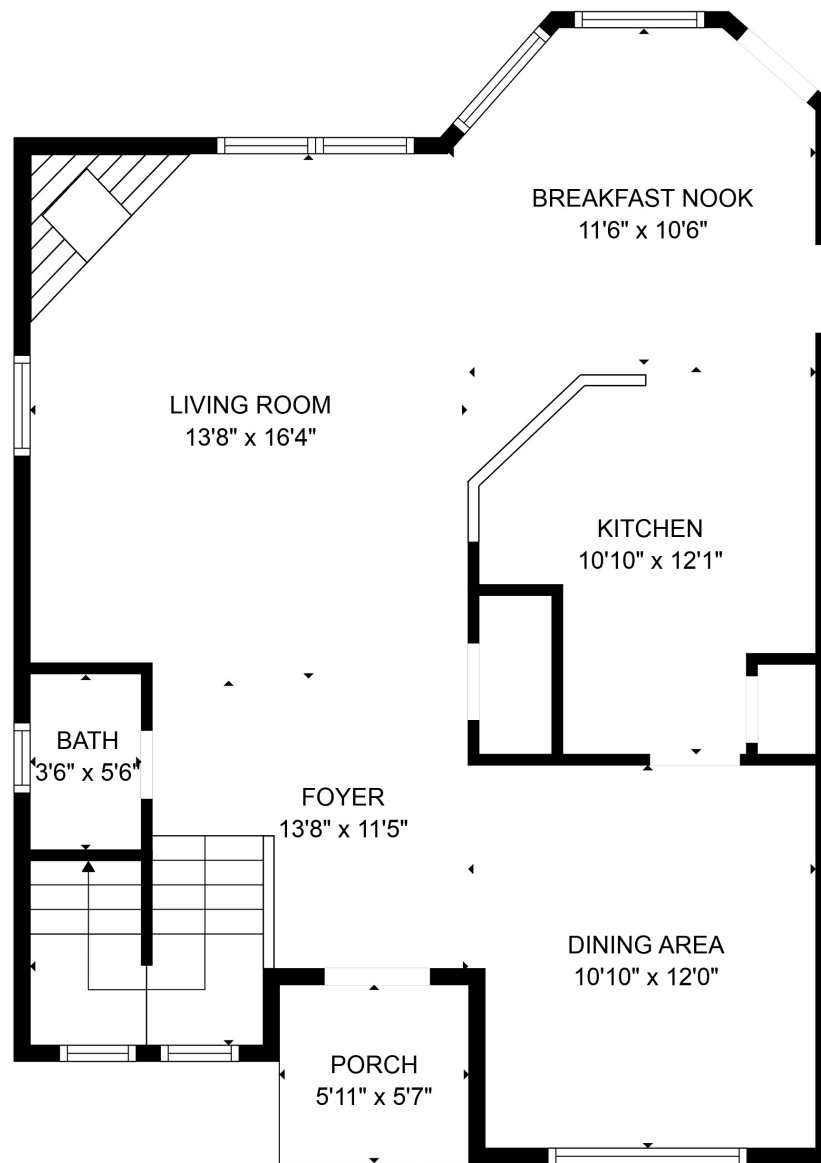 BREAKFAST NOOK
11'6" x 10'6"
LIVING ROOM
13'8" x 16'4"
KITCHEN
10'10" x 12'1"
BATH
3'6" x 5'6"
FOYER
13'8" x 11'5"
DINING AREA
10'10" x 12'0"
PORCH
5'11" x 5'7"